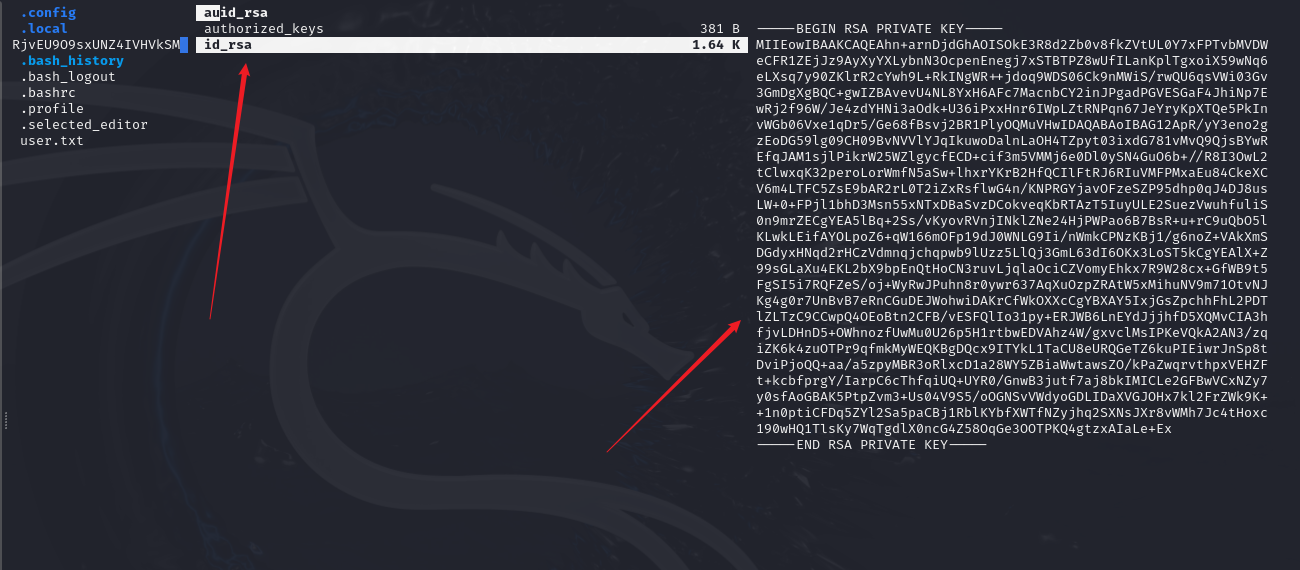 .config
.local
RjvEU9O9sxUNZ4IVHVkSM
.bash_history
.bash_logout
.bashrc
.profile
.selected_editor
user.txt
auid_rsa
authorized_keys 381 B
id_rsa 1.64 K
—————BEGIN RSA PRIVATE KEY—————
MIIEowIBAAKCAQEAhn+arnDjdGhAOISOkE3R8d2Zb0v8fkZVtUL0Y7xFPTvbMVDW
eCFR1ZEjJz9AyXyYXLybnN3OcpenEnegj7xSTBTPZ8wUfILanKplTgxoiX59wNq6
eLXsq7y90ZKlrR2cYwh9L+RkINgWR++jdoq9WDS06Ck9nMWiS/rwQU6qsVWi03Gv
3GmDgXgBQC+gwIZBAvevU4NL8YxH6AFc7MacnbCY2inJPgadPGVESGaF4JhiNp7E
wRj2f96W/Je4zdYHNi3aOdk+U36iPxxHnr6IWpLZtRNPqn67JeYryKpXTQe5PkIn
vWGb06Vxe1qDr5/Ge68fBsvj2BR1PlyOQMuVHwIDAQABAoIBAG12ApR/yY3eno2g
zEoDG59lg09CH09BvNVVlYJqIkuwoDalnLaOH4TZpyt03ixdG781vMvQ9QjsBYwR
EfqJAM1sjlPikrW25WZlgycfECD+cif3m5VMMj6e0Dl0ySN4GuO6b+//R8I3OwL2
tClwxqK32peroLorWmfN5aSw+lhxrYKrB2HfQCIlFtRJ6RIuVMFPMxaEu84CkeXC
V6m4LTFC5ZsE9bAR2rL0T2iZxRsflwG4n/KNPRGYjavOFzeSZP95dhp0qJ4DJ8us
LW+0+FPjl1bhD3Msn55xNTxDBaSvzDCokveqKbRTAzT5IuyULE2SuezVwuhfuliS
0n9mrZECgYEA5lBq+2Ss/vKyovRVnjINklZNe24HjPWPao6B7BsR+u+rC9uQbO5l
KLwkLEifAYOLpoZ6+qW166mOFp19dJ0WNLG9Ii/nWmkCPNzKBj1/g6noZ+VAkXmS
DGdyxHNqd2rHCzVdmnqjchqpwb9lUzz5LlQj3GmL63dI6OKx3LoST5kCgYEAlX+Z
99sGLaXu4EKL2bX9bpEnQtHoCN3ruvLjqlaOciCZVomyEhkx7R9W28cx+GfWB9t5
FgSI5i7RQFZeS/oj+WyRwJPuhn8r0ywr637AqXuOzpZRAtW5xMihuNV9m71OtvNJ
Kg4g0r7UnBvB7eRnCGuDEJWohwiDAKrCfWkOXXcCgYBXAY5IxjGsZpchhFhL2PDT
lZLTzC9CCwpQ4OEoBtn2CFB/vESFQlIo31py+ERJWB6LnEYdJjjhfD5XQMvCIA3h
fjvLDHnD5+OWhnozfUwMu0U26p5H1rtbwEDVAhz4W/gxvclMsIPKeVQkA2AN3/zq
iZK6k4zuOTPr9qfmkMyWEQKBgDQcx9ITYkL1TaCU8eURQGeTZ6kuPIEiwrJnSp8t
DviPjoQQ+aa/a5zpyMBR3oRlxcD1a28WY5ZBiaWwtawsZO/kPaZwqrvthpxVEHZF
t+kcbfprgY/IarpC6cThfqiUQ+UYR0/GnwB3jutf7aj8bkIMICLe2GFBwVCxNZy7
y0sfAoGBAK5PtpZvm3+Us04V9S5/oOGNSvVWdyoGDLIDaXVGJOHx7kl2FrZWk9K+
+1n0ptiCFDq5ZYl2Sa5paCBj1RblKYbfXWTfNZyjhq2SXNsJXr8vWMh7Jc4tHoxc
190wHQ1TlsKy7WqTgdlX0ncG4Z58OqGe3OOTPKQ4gtzxAIaLe+Ex
—————END RSA PRIVATE KEY—————